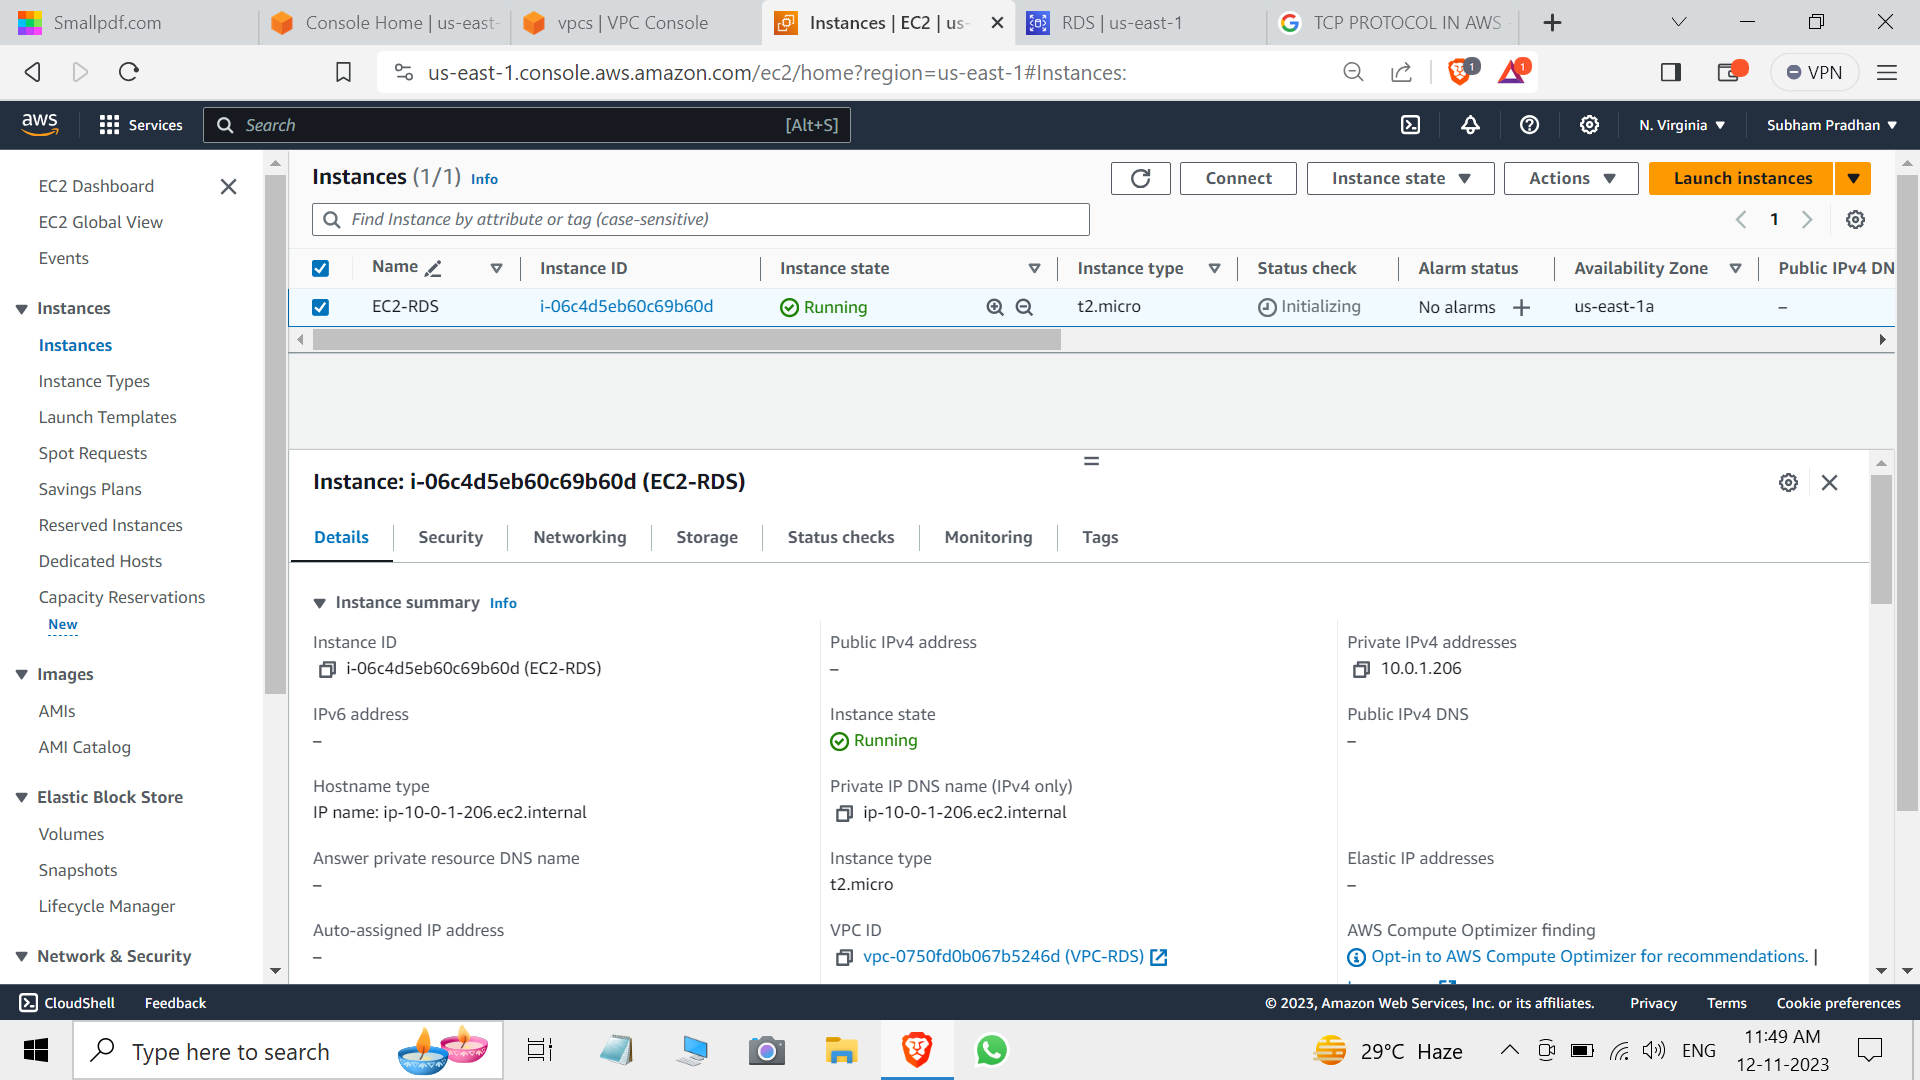 Smallpdf.com
Console Home | us-east-
vpcs | VPC Console
Instances | EC2 | us-
RDS | us-east-1
TCP PROTOCOL IN AWS
us-east-1.console.aws.amazon.com/ec2/home?region=us-east-1#Instances:
1
1
VPN
aws
Services
Search
[Alt+S]
N. Virginia
Subham Pradhan
EC2 Dashboard
EC2 Global View
Events
Instances
Instances
Instance Types
Launch Templates
Spot Requests
Savings Plans
Reserved Instances
Dedicated Hosts
Capacity Reservations
New
Images
AMIs
AMI Catalog
Elastic Block Store
Volumes
Snapshots
Lifecycle Manager
Network & Security
Instances (1/1) Info
Connect
Instance state
Actions
Launch instances
Find Instance by attribute or tag (case-sensitive)
1
Name Instance ID Instance state Instance type Status check Alarm status Availability Zone Public IPv4 DN
EC2-RDS i-06c4d5eb60c69b60d Running t2.micro Initializing No alarms + us-east-1a –
Instance: i-06c4d5eb60c69b60d (EC2-RDS)
Details Security Networking Storage Status checks Monitoring Tags
Instance summary Info
Instance ID
i-06c4d5eb60c69b60d (EC2-RDS)
Public IPv4 address
–
Private IPv4 addresses
10.0.1.206
IPv6 address
–
Instance state
Running
Public IPv4 DNS
–
Hostname type
IP name: ip-10-0-1-206.ec2.internal
Private IP DNS name (IPv4 only)
ip-10-0-1-206.ec2.internal
Answer private resource DNS name
–
Instance type
t2.micro
Elastic IP addresses
–
Auto-assigned IP address
–
VPC ID
vpc-0750fd0b067b5246d (VPC-RDS)
AWS Compute Optimizer finding
Opt-in to AWS Compute Optimizer for recommendations. |
CloudShell
Feedback
© 2023, Amazon Web Services, Inc. or its affiliates.
Privacy
Terms
Cookie preferences
Type here to search
29°C Haze
ENG
11:49 AM
12-11-2023